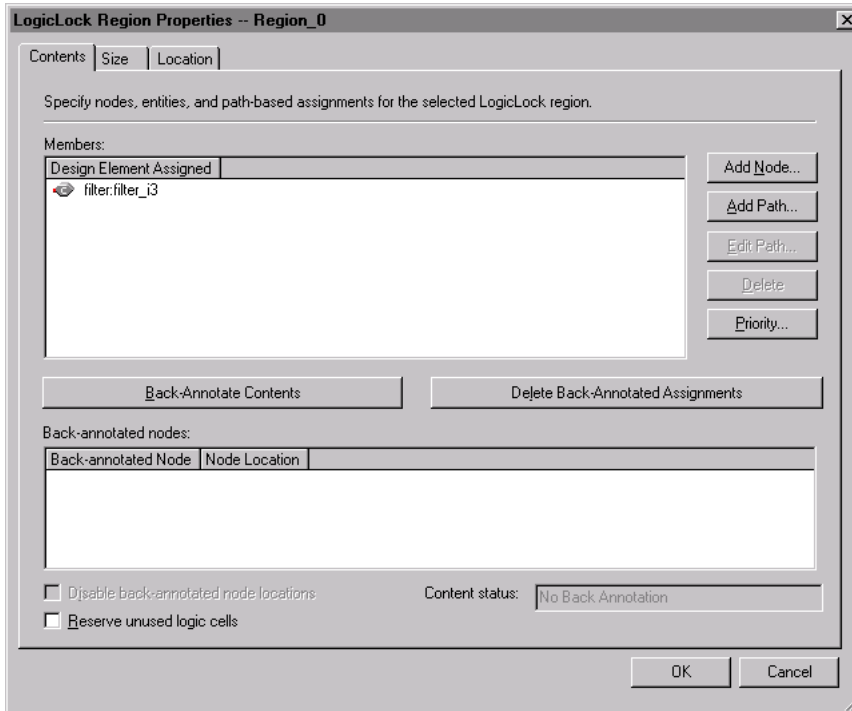 LogicLock Region Properties -- Region_0
Contents Size Location
Specify nodes, entities, and path-based assignments for the selected LogicLock region.
Members:
Design Element Assigned
filter:filter_i3
Add Node...
Add Path...
Edit Path...
Delete
Priority...
Back-Annotate Contents Delete Back-Annotated Assignments
Back-annotated nodes:
Back-annotated Node Node Location
Disable back-annotated node locations Content status: No Back Annotation
Reserve unused logic cells
OK Cancel